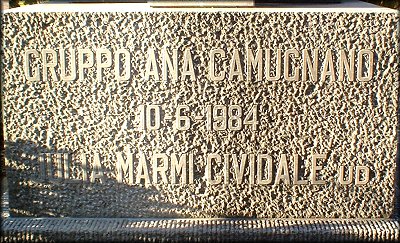 GRUPPO ANA CAMUGNANO
10-6-1984
MARMI CIVIDALE UD